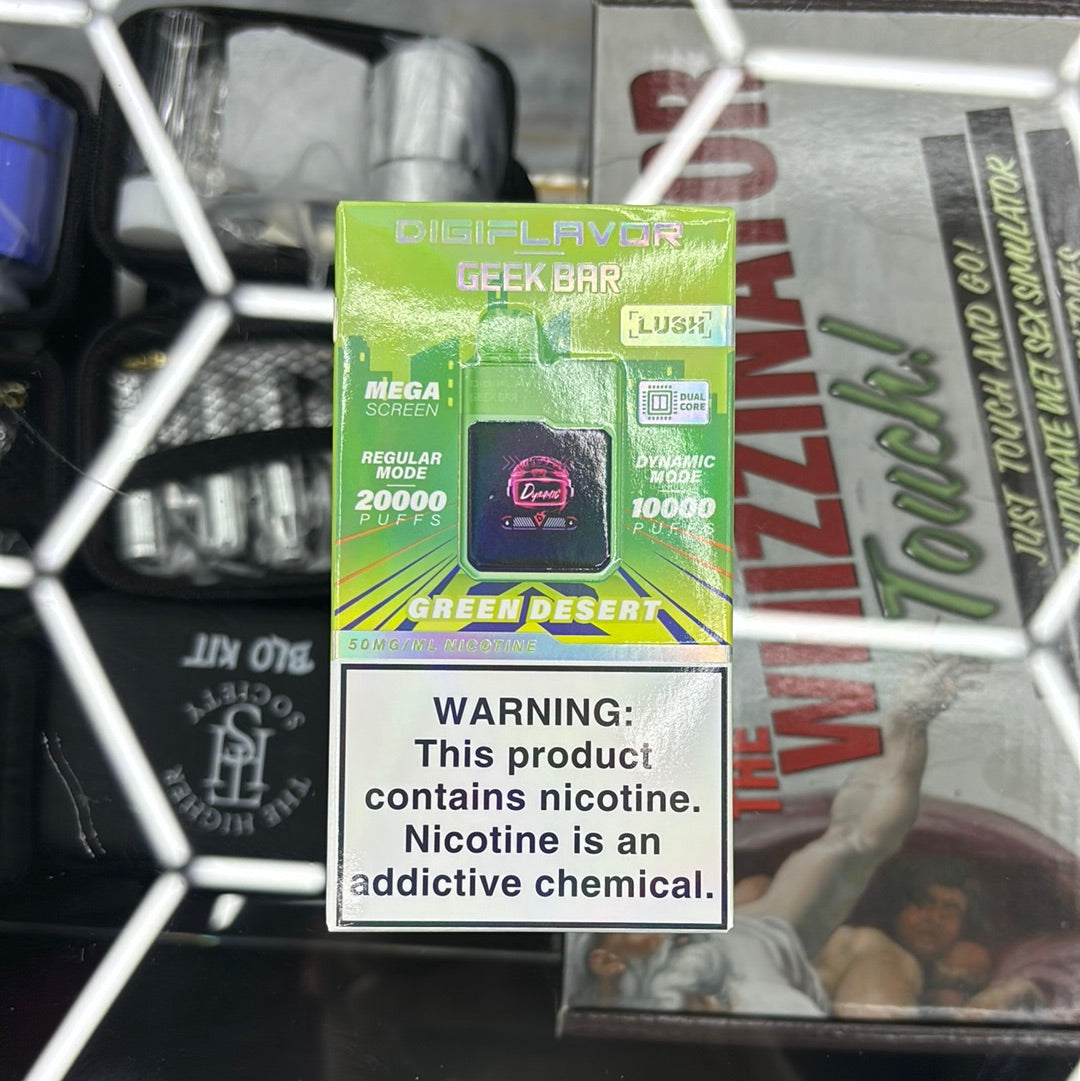 DIGIFLAVOR
GEEK BAR
LUSH
MEGA
SCREEN
DUAL
CORE
REGULAR
MODE
20000
PUFFS
DYNAMIC
MODE
10000
PUFFS
Dynamic
GREEN DESERT
50MG/ML NICOTINE
WARNING:
This product
contains nicotine.
Nicotine is an
addictive chemical.
THE
WHIZZINATOR
Touch!
JUST TOUCH AND GO!
ULTIMATE WET SEX SIMULATOR
BLO KIT
THE HIGHER
SOCIETY